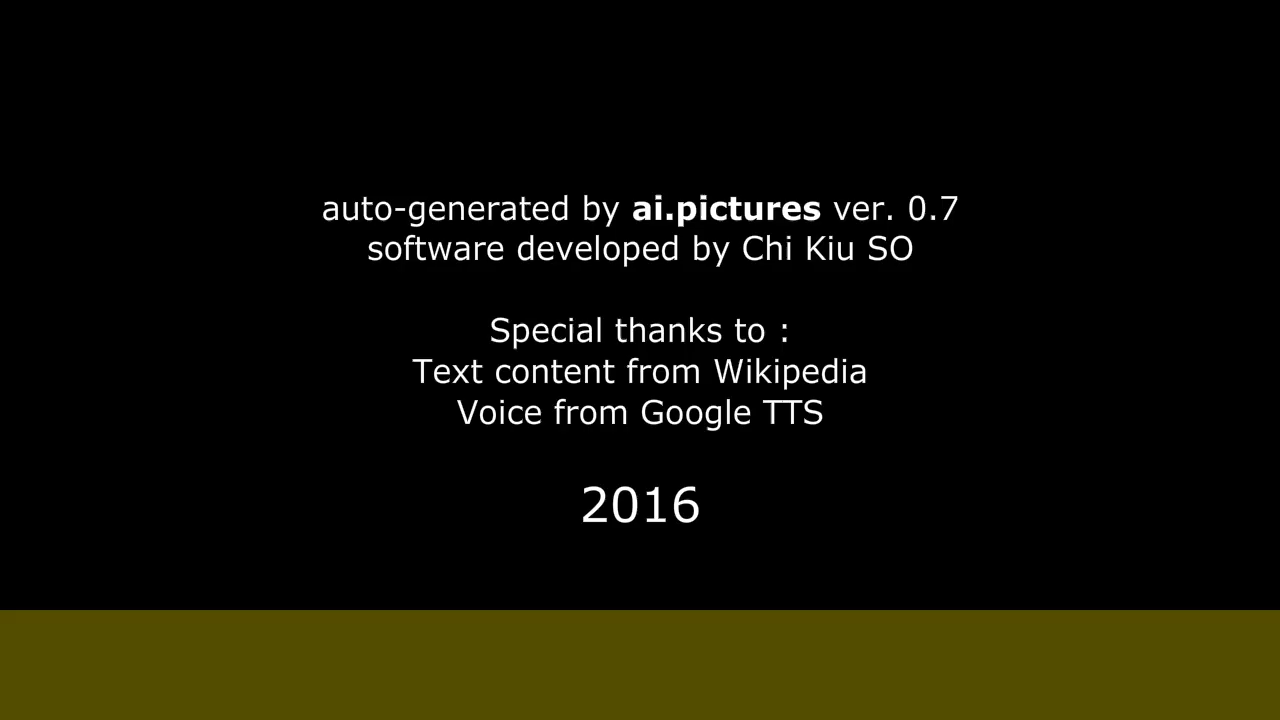 auto-generated by ai.pictures ver. 0.7
software developed by Chi Kiu SO
Special thanks to :
Text content from Wikipedia
Voice from Google TTS
2016